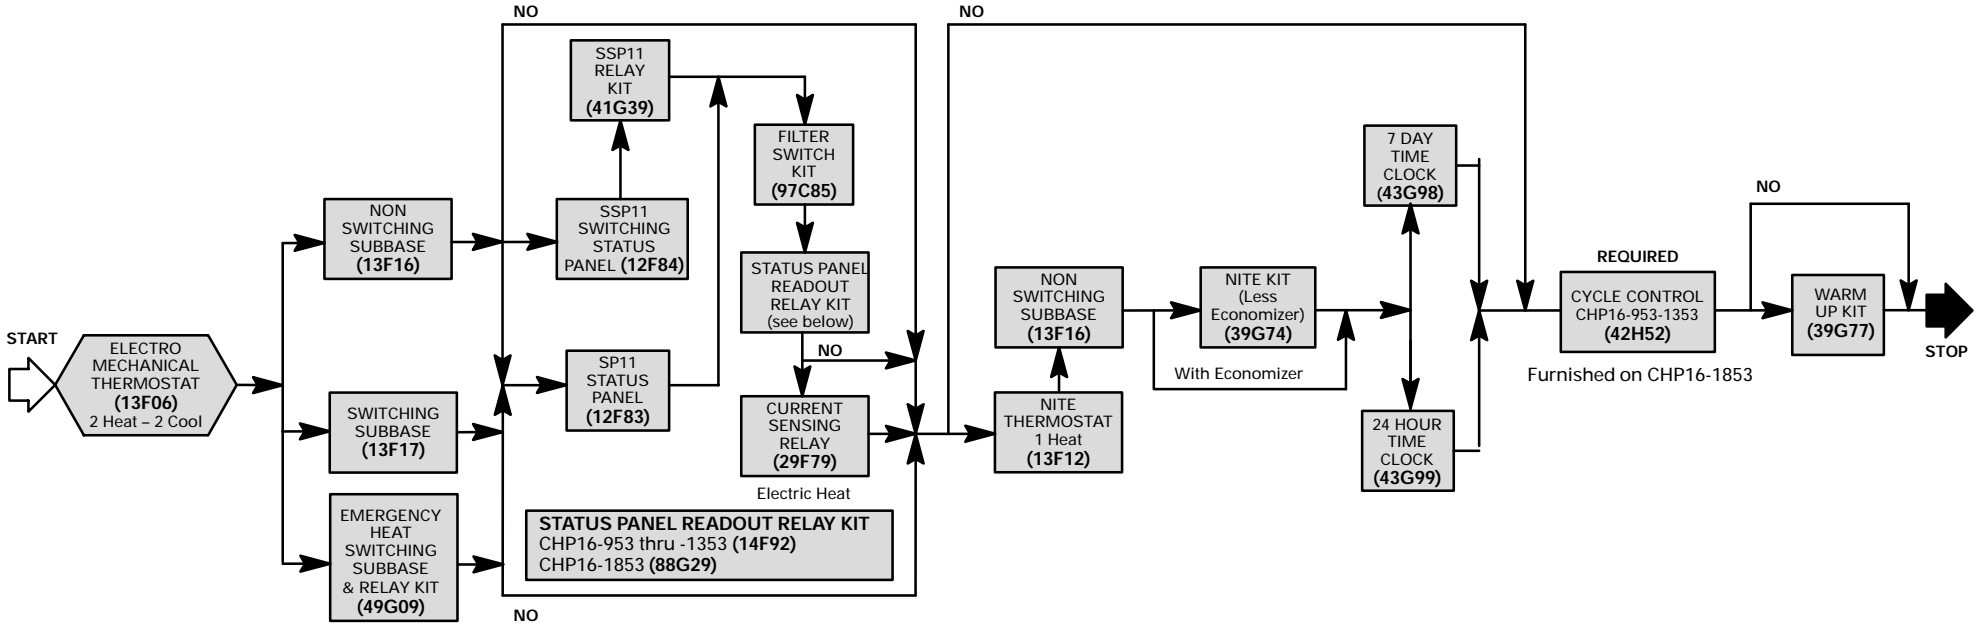 START
ELECTRO
MECHANICAL
THERMOSTAT
(13F06)
2 Heat – 2 Cool
NON
SWITCHING
SUBBASE
(13F16)
SWITCHING
SUBBASE
(13F17)
EMERGENCY
HEAT
SWITCHING
SUBBASE
& RELAY KIT
(49G09)
NO
SSP11
RELAY
KIT
(41G39)
SSP11
SWITCHING
STATUS
PANEL (12F84)
SP11
STATUS
PANEL
(12F83)
FILTER
SWITCH
KIT
(97C85)
STATUS PANEL
READOUT
RELAY KIT
(see below)
NO
CURRENT
SENSING
RELAY
(29F79)
Electric Heat
STATUS PANEL READOUT RELAY KIT
CHP16-953 thru -1353 (14F92)
CHP16-1853 (88G29)
NO
NO
NON
SWITCHING
SUBBASE
(13F16)
NITE
THERMOSTAT
1 Heat
(13F12)
NITE KIT
(Less
Economizer)
(39G74)
With Economizer
7 DAY
TIME
CLOCK
(43G98)
24 HOUR
TIME
CLOCK
(43G99)
REQUIRED
CYCLE CONTROL
CHP16-953-1353
(42H52)
Furnished on CHP16-1853
NO
WARM
UP KIT
(39G77)
STOP